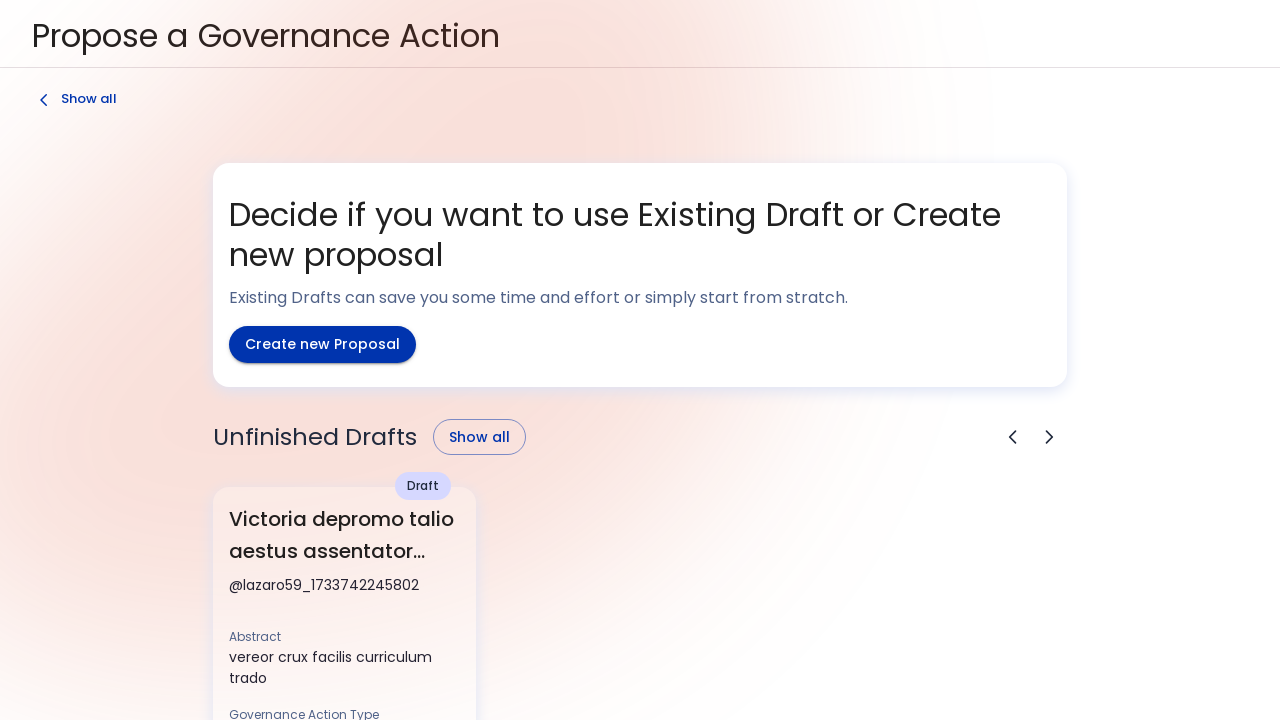 Propose a Governance Action
Show all
Decide if you want to use Existing Draft or Create
new proposal
Existing Drafts can save you some time and effort or simply start from stratch.
Create new Proposal
Unfinished Drafts
Show all
Draft
Victoria depromo talio
aestus assentator...
@lazaro59_1733742245802
Abstract
vereor crux facilis curriculum
trado
Governance Action Type